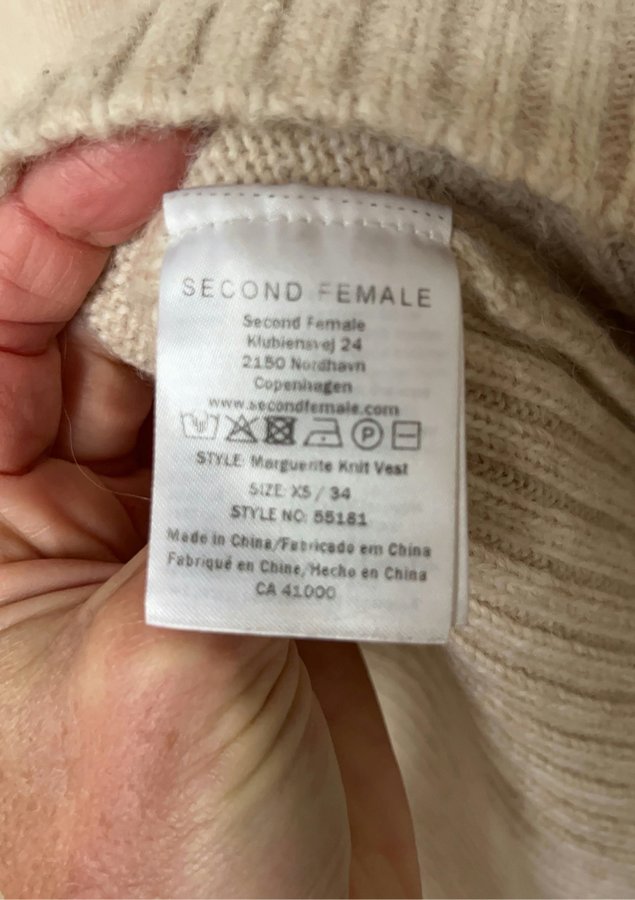 SECOND FEMALE
Second Female
Klubiensvej 24
2150 Nordhavn
Copenhagen
www.secondfemale.com
P
STYLE: Marguerite Knit Vest
SIZE: XS / 34
STYLE NO: 55181
Made in China/Fabricado em China
Fabriqué en Chine/Hecho en China
CA 41000